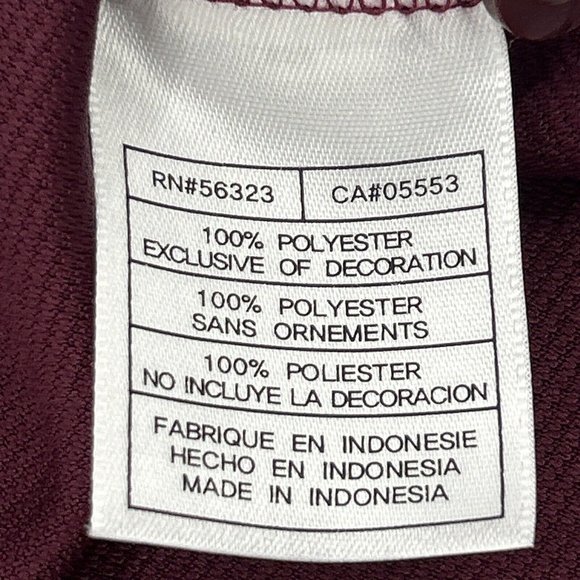 RN#56323 CA#05553
100% POLYESTER
EXCLUSIVE OF DECORATION
100% POLYESTER
SANS ORNEMENTS
100% POLIESTER
NO INCLUYE LA DECORACION
FABRIQUE EN INDONESIE
HECHO EN INDONESIA
MADE IN INDONESIA